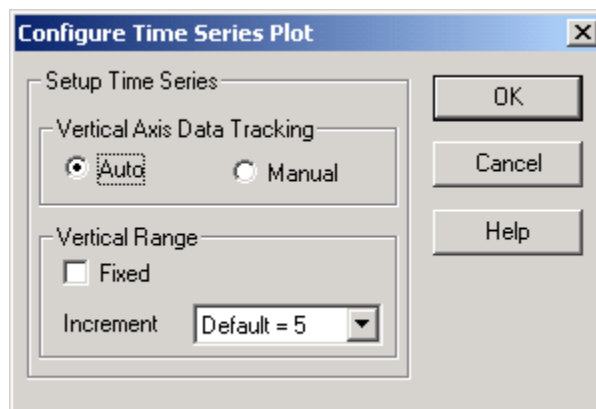 Configure Time Series Plot
Setup Time Series
Vertical Axis Data Tracking
Auto
Manual
Vertical Range
Fixed
Increment
Default = 5
OK
Cancel
Help